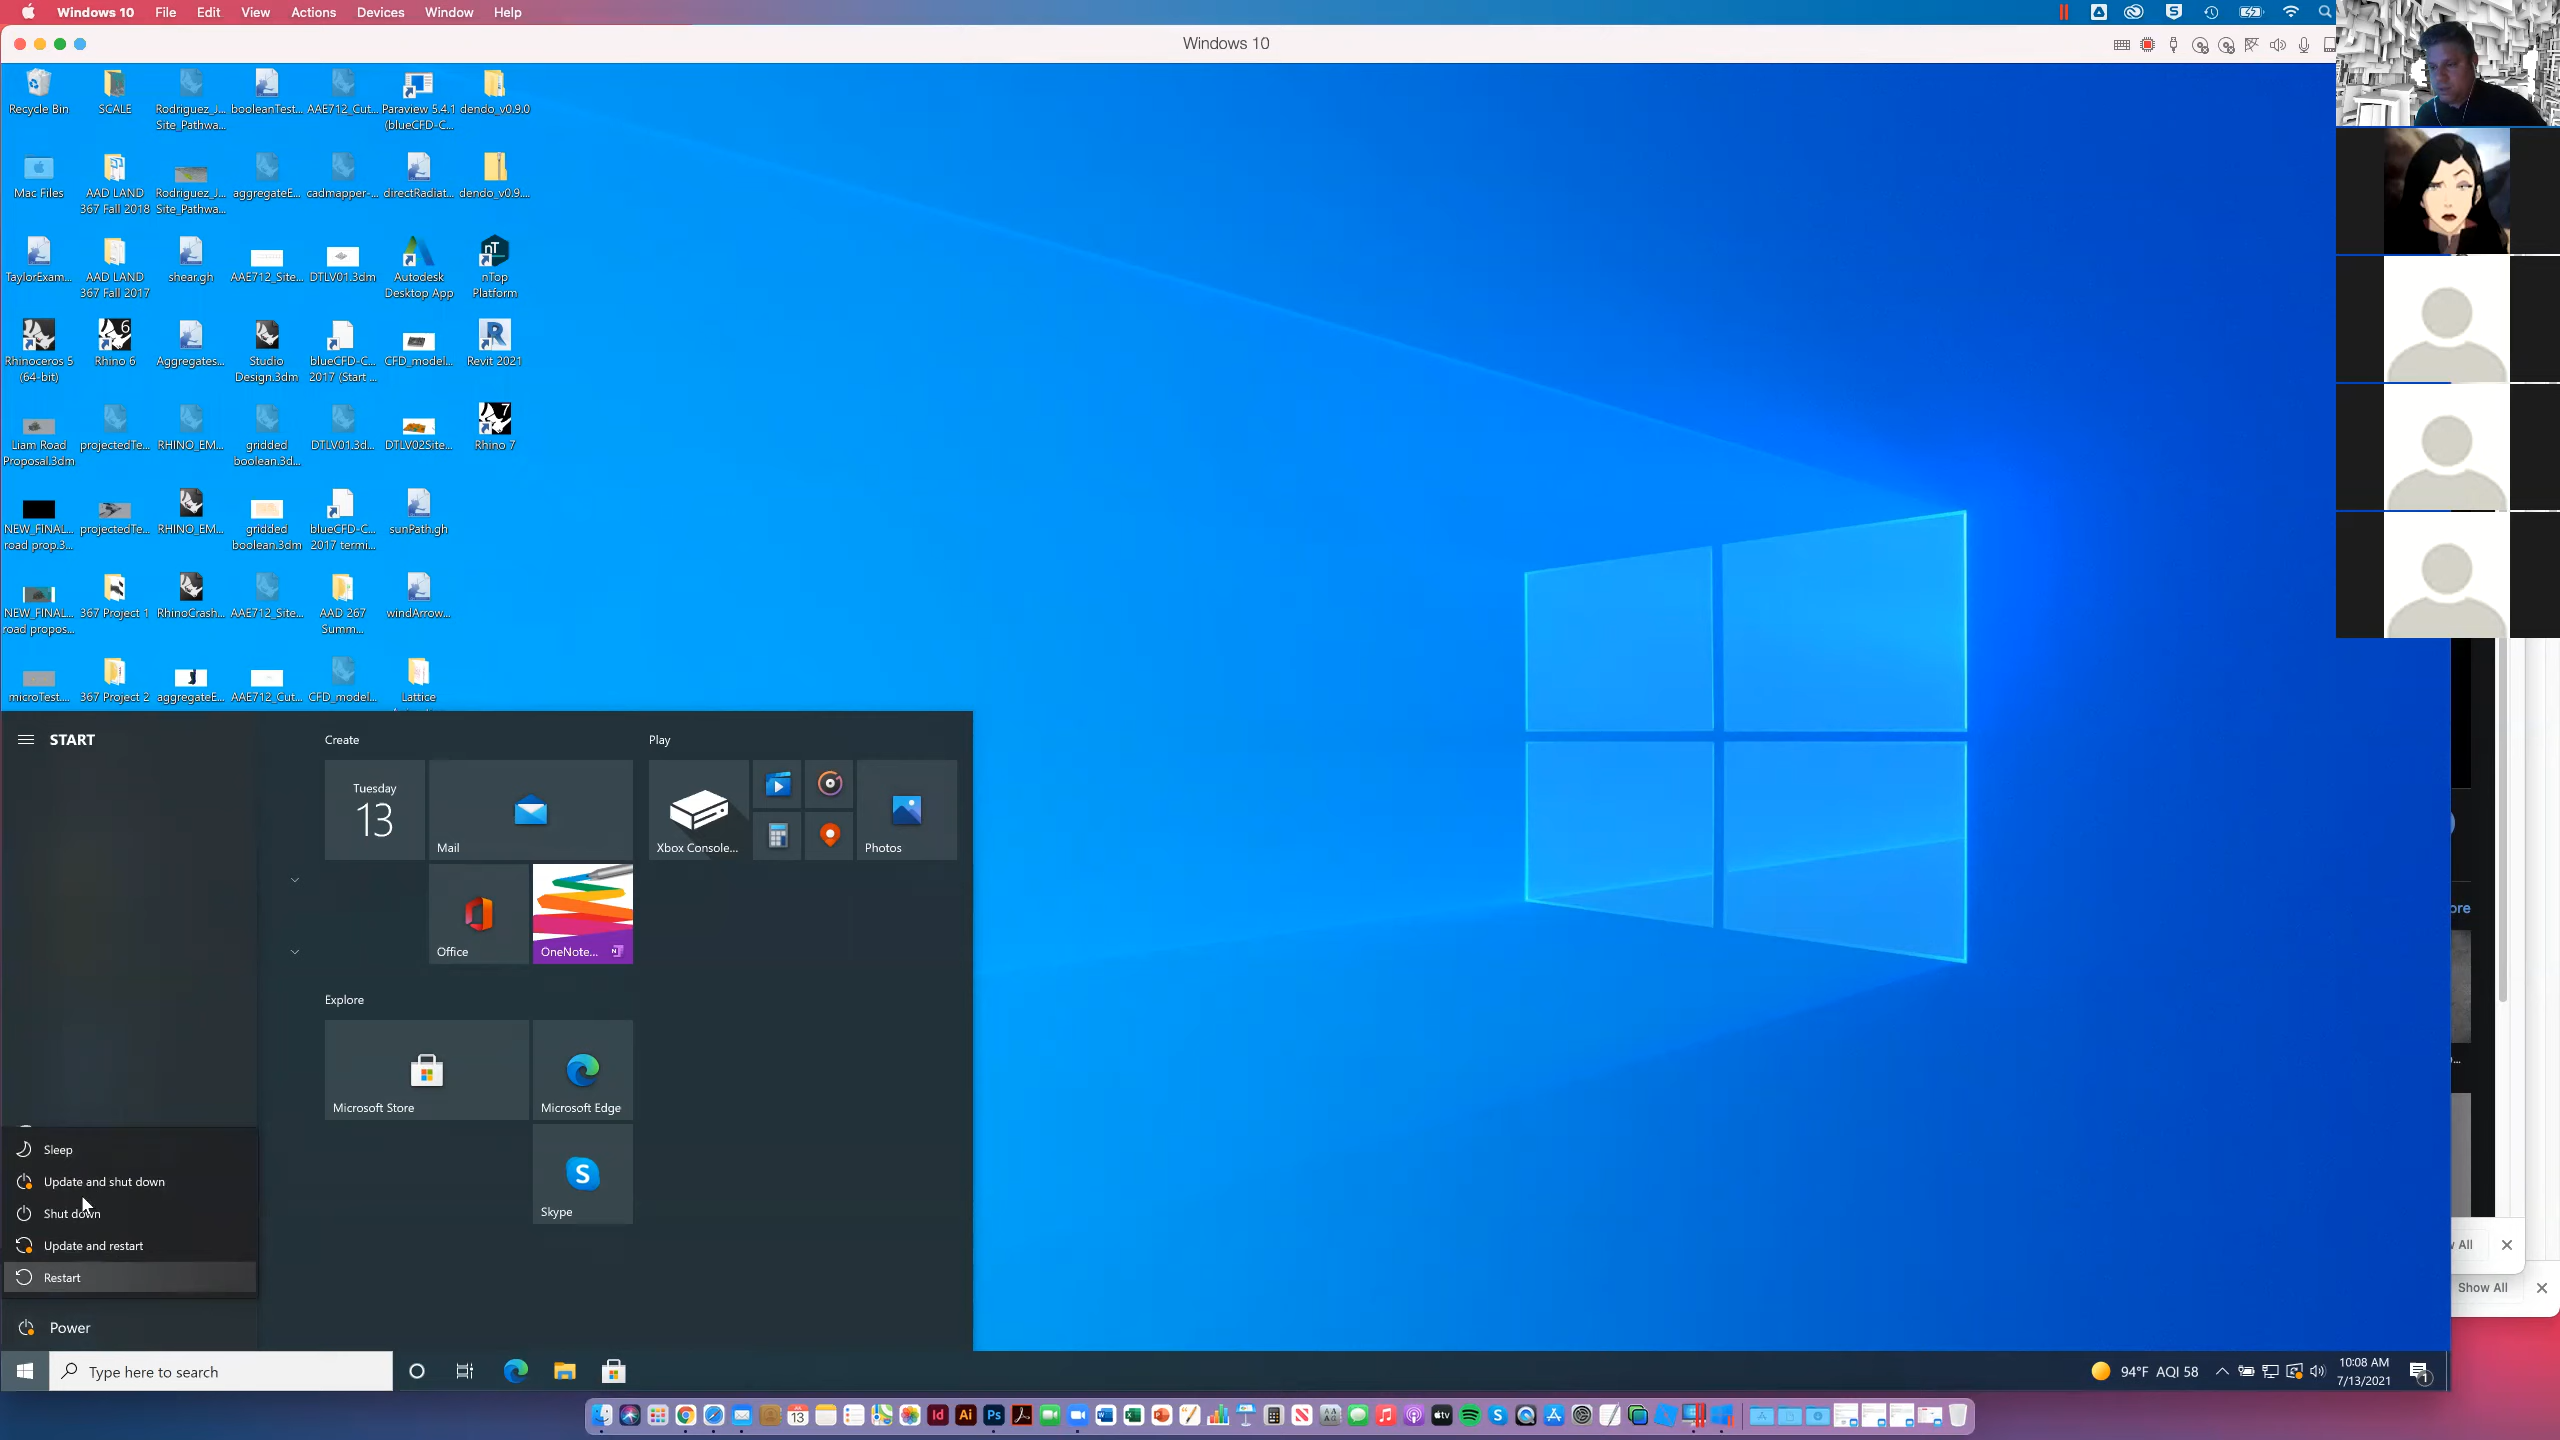 Windows 10 File Edit View Actions Devices Window Help
Windows 10
Recycle Bin
SCALE
Rodriguez_J...
Site_Pathwa...
booleanTest...
AAE712_Cut...
Paraview 5.4.1
(blueCFD-C...
dendo_v0.9.0
Mac Files
AAD LAND
367 Fall 2018
Rodriguez_J...
Site_Pathwa...
aggregateE...
cadmapper-...
directRadiat...
dendo_v0.9....
TaylorExam...
AAD LAND
367 Fall 2017
shear.gh
AAE712_Site...
DTLV01.3dm
Autodesk
Desktop App
nTop
Platform
Rhinoceros 5
(64-bit)
Rhino 6
Aggregates...
Studio
Design.3dm
blueCFD-C...
2017 (Start ...
CFD_model...
Revit 2021
Liam Road
Proposal.3dm
projectedTe...
RHINO_EM...
gridded
boolean.3d...
DTLV01.3d...
DTLV02Site...
Rhino 7
NEW_FINAL...
road prop.3...
projectedTe...
RHINO_EM...
gridded
boolean.3dm
blueCFD-C...
2017 termi...
sunPath.gh
NEW_FINAL...
road propos...
367 Project 1
RhinoCrash...
AAE712_Site...
AAD 267
Summ...
windArrow...
microTest....
367 Project 2
aggregateE...
AAE712_Cut...
CFD_model...
Lattice
START
Create
Play
Tuesday
13
Mail
Xbox Console...
Photos
Office
OneNote...
Explore
Microsoft Store
Microsoft Edge
Skype
Sleep
Update and shut down
Shut down
Update and restart
Restart
Power
Type here to search
94°F AQI 58
10:08 AM
7/13/2021
1
ore
All
Show All